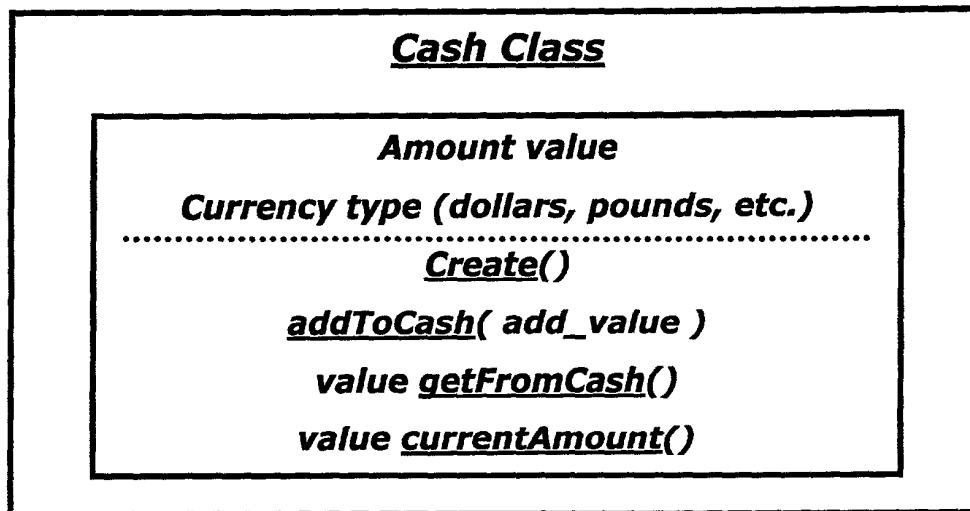 Cash Class
Amount value
Currency type (dollars, pounds, etc.)
Create()
addToCash( add_value )
value getFromCash()
value currentAmount()